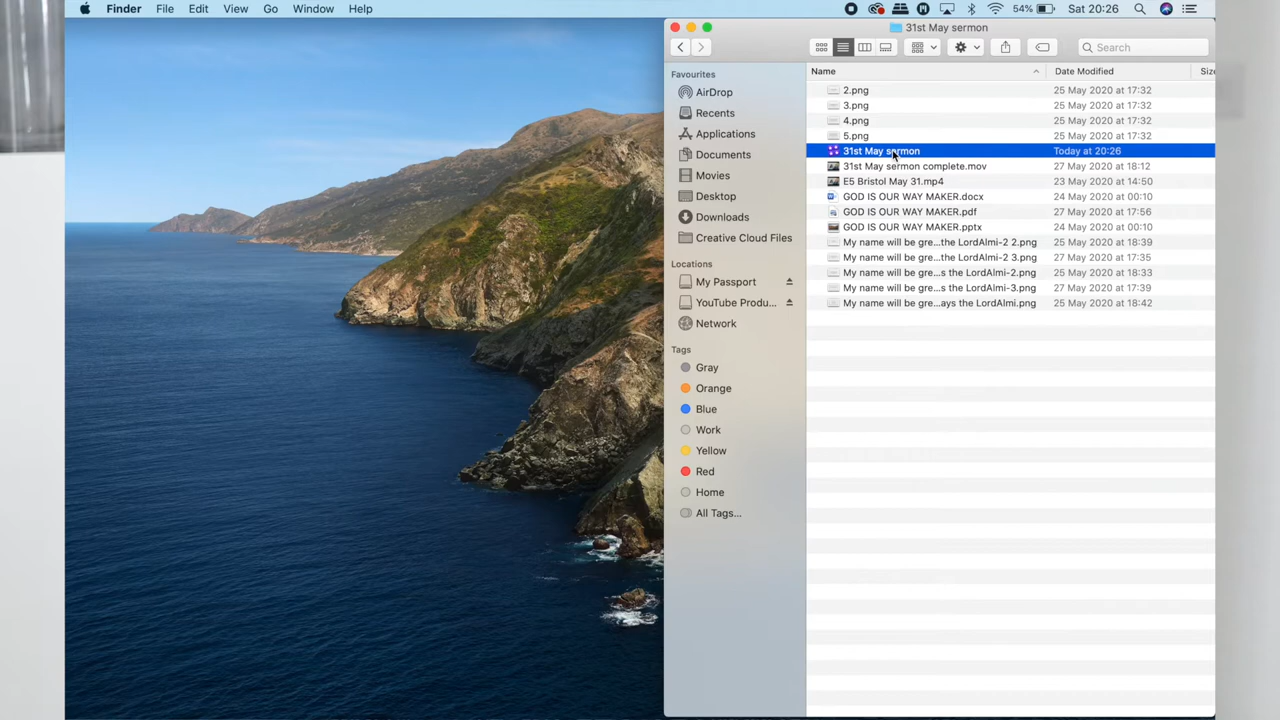 Finder File Edit View Go Window Help 54% Sat 20:26
31st May sermon
Search
Favourites
AirDrop
Recents
Applications
Documents
Movies
Desktop
Downloads
Creative Cloud Files
Locations
My Passport
YouTube Produ...
Network
Tags
Gray
Orange
Blue
Work
Yellow
Red
Home
All Tags...
Name Date Modified Size
2.png 25 May 2020 at 17:32
3.png 25 May 2020 at 17:32
4.png 25 May 2020 at 17:32
5.png 25 May 2020 at 17:32
31st May sermon Today at 20:26
31st May sermon complete.mov 27 May 2020 at 18:12
E5 Bristol May 31.mp4 23 May 2020 at 14:50
GOD IS OUR WAY MAKER.docx 24 May 2020 at 00:10
GOD IS OUR WAY MAKER.pdf 27 May 2020 at 17:56
GOD IS OUR WAY MAKER.pptx 24 May 2020 at 00:10
My name will be gre...the LordAlmi-2 2.png 25 May 2020 at 18:39
My name will be gre...the LordAlmi-2 3.png 27 May 2020 at 17:35
My name will be gre...s the LordAlmi-2.png 25 May 2020 at 18:33
My name will be gre...s the LordAlmi-3.png 27 May 2020 at 17:39
My name will be gre...ays the LordAlmi.png 25 May 2020 at 18:42